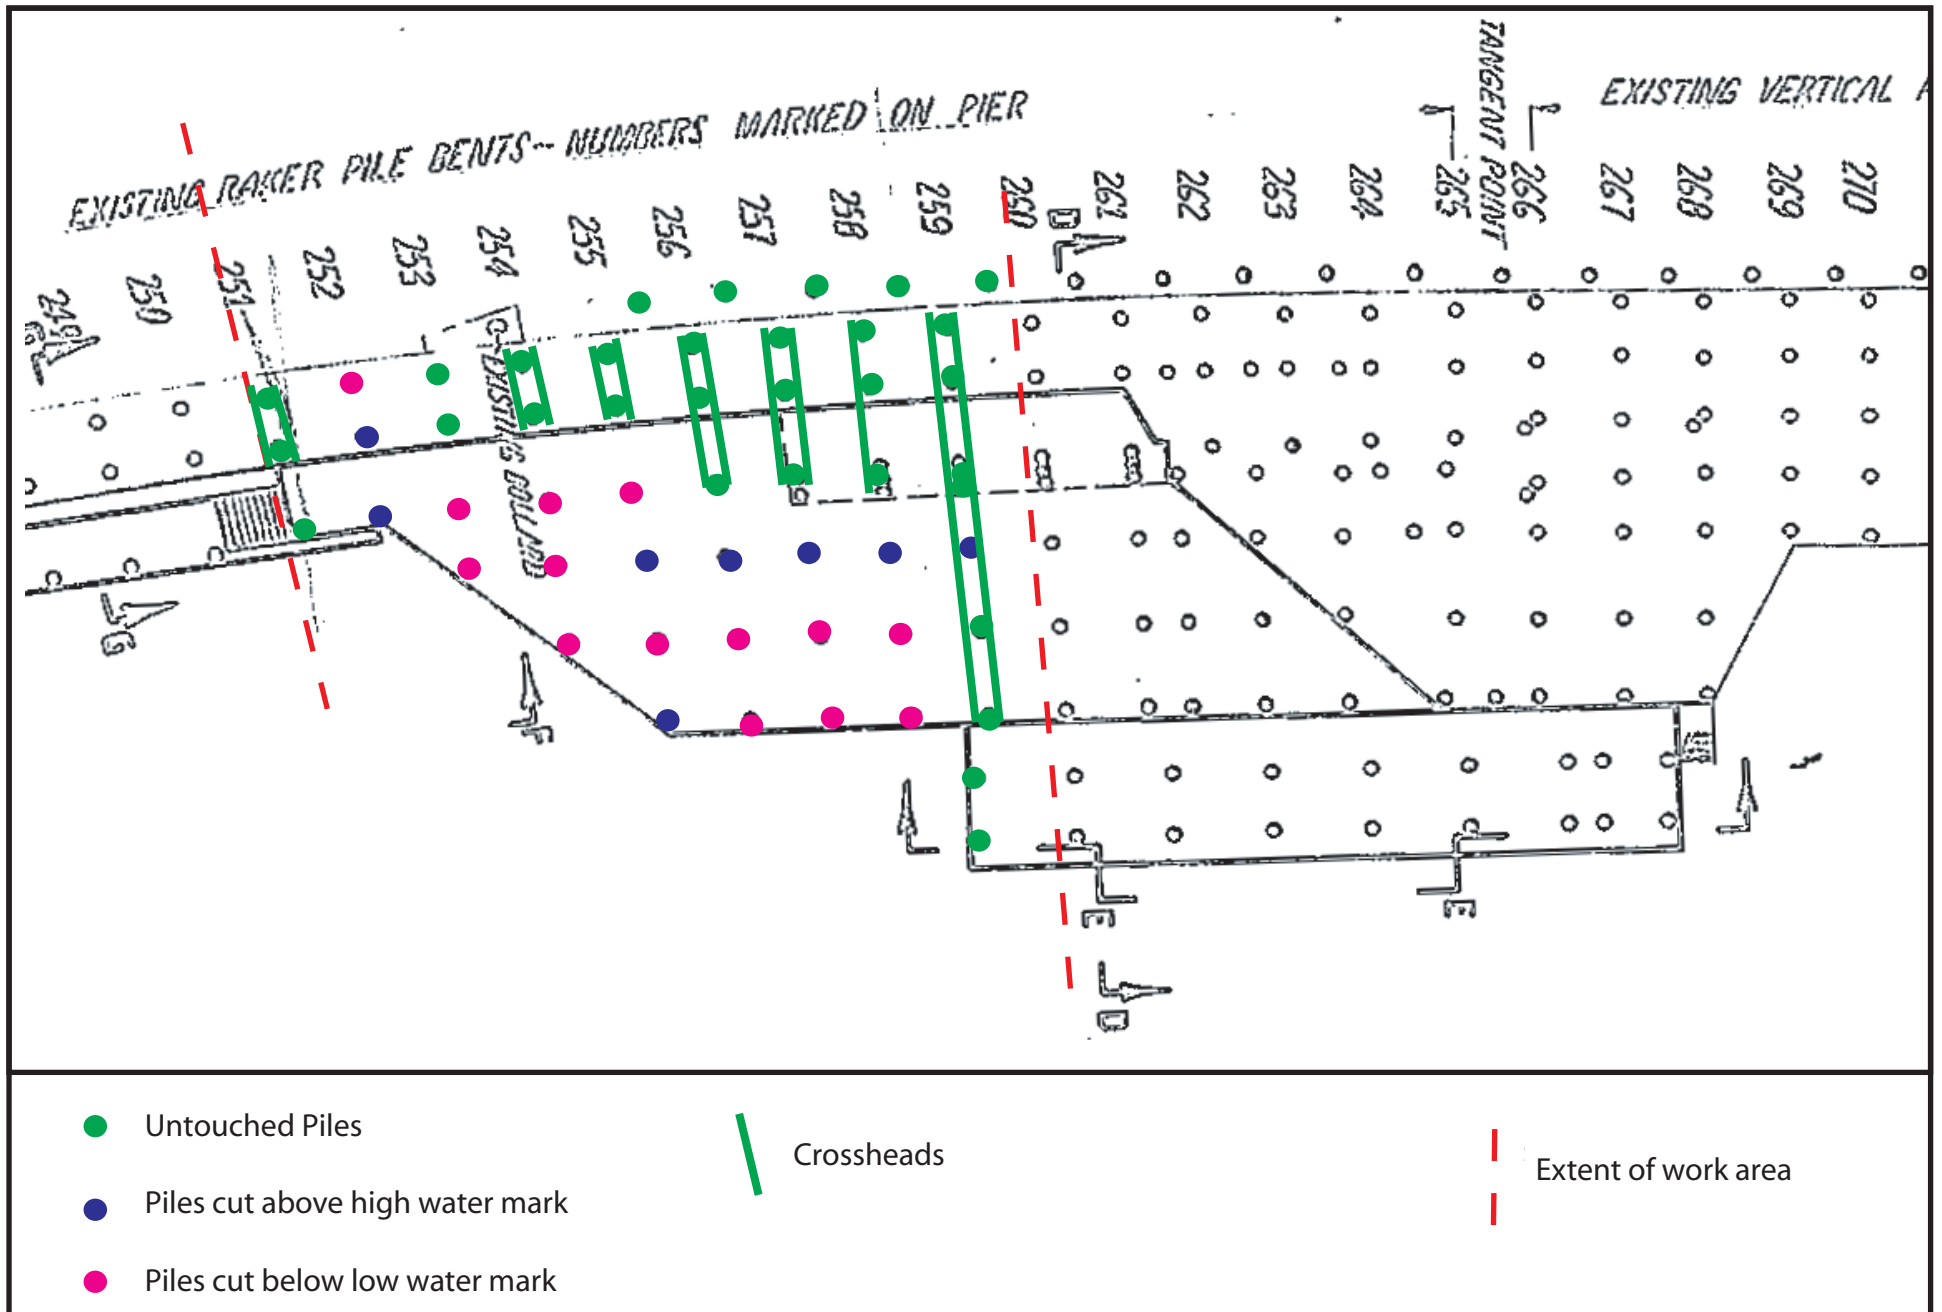 EXISTING RAKER PILE BENTS~ NUMBERS MARKED ON PIER
EXISTING VERTICAL
TANGENT POINT
249
250
251
252
253
254
255
256
257
258
259
260
261
262
263
264
265
266
267
268
269
270
D
G
EXISTING BOLLARD
G
F
E
E
D
Untouched Piles
Piles cut above high water mark
Piles cut below low water mark
Crossheads
Extent of work area